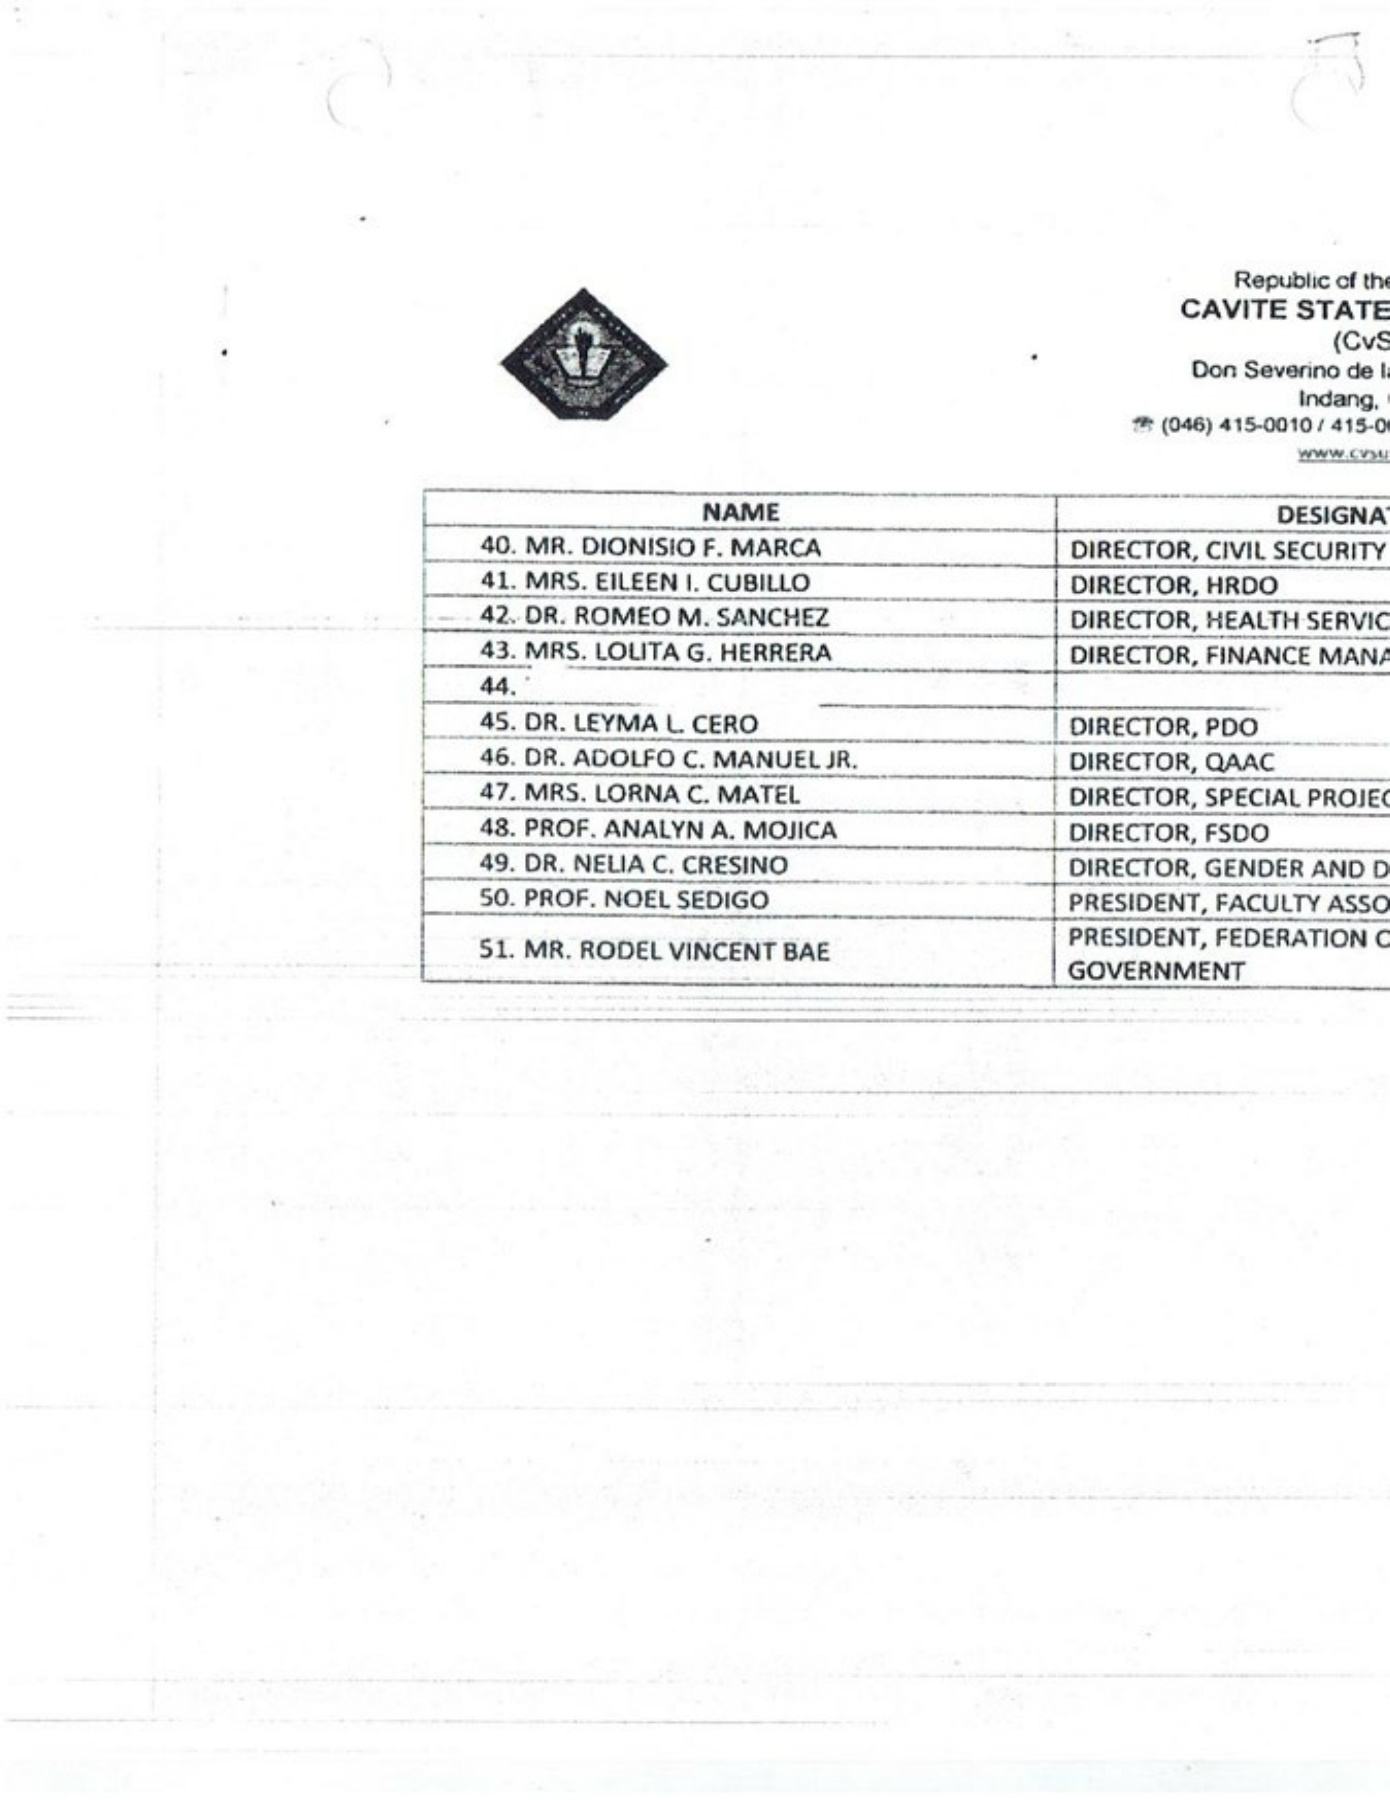 Republic of the
CAVITE STATE
(CvS
Don Severino de la
Indang,
☏ (046) 415-0010 / 415-00
www.cvsu
NAME DESIGNAT
40. MR. DIONISIO F. MARCA DIRECTOR, CIVIL SECURITY
41. MRS. EILEEN I. CUBILLO DIRECTOR, HRDO
42. DR. ROMEO M. SANCHEZ DIRECTOR, HEALTH SERVIC
43. MRS. LOLITA G. HERRERA DIRECTOR, FINANCE MANA
44.
45. DR. LEYMA L. CERO DIRECTOR, PDO
46. DR. ADOLFO C. MANUEL JR. DIRECTOR, QAAC
47. MRS. LORNA C. MATEL DIRECTOR, SPECIAL PROJEC
48. PROF. ANALYN A. MOJICA DIRECTOR, FSDO
49. DR. NELIA C. CRESINO DIRECTOR, GENDER AND D
50. PROF. NOEL SEDIGO PRESIDENT, FACULTY ASSO
51. MR. RODEL VINCENT BAE PRESIDENT, FEDERATION O
GOVERNMENT